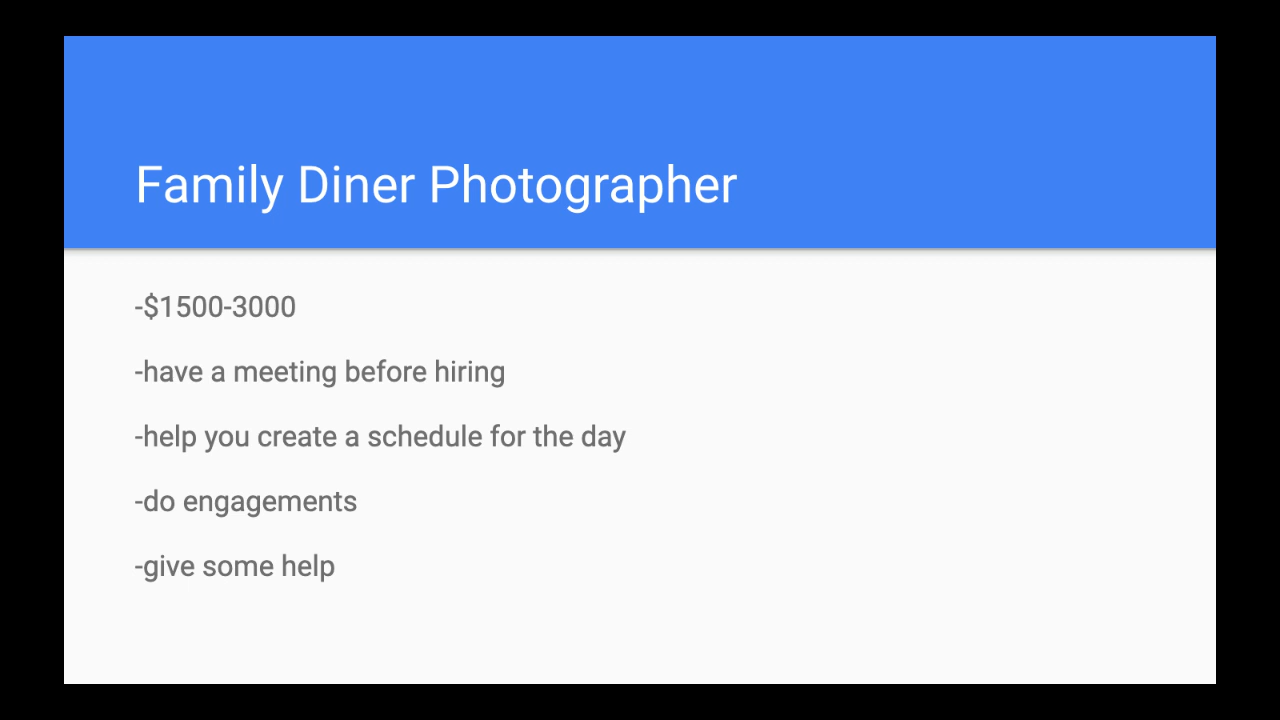 Family Diner Photographer
-$1500-3000
-have a meeting before hiring
-help you create a schedule for the day
-do engagements
-give some help